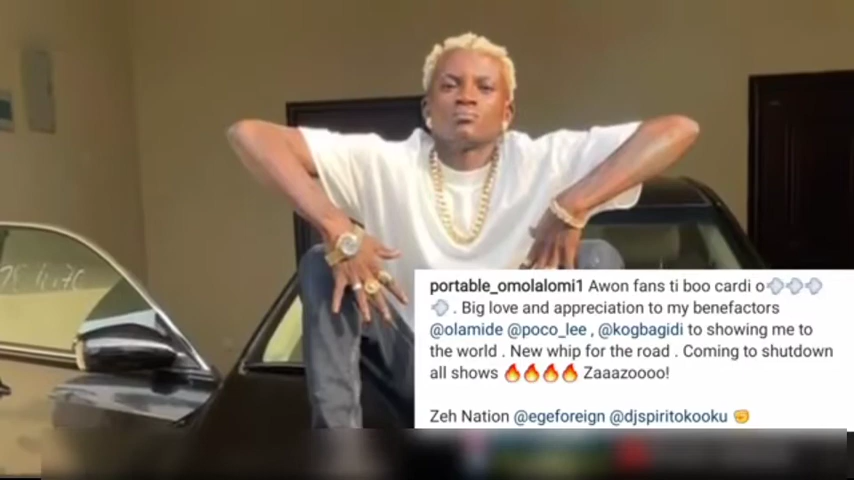 portable_omolalomi1 Awon fans ti boo cardi o💨💨💨
💨 . Big love and appreciation to my benefactors
@olamide @poco_lee , @kogbagidi to showing me to
the world . New whip for the road . Coming to shutdown
all shows 🔥🔥🔥🔥 Zaaazoooo!
Zeh Nation @egeforeign @djspiritokooku ✊